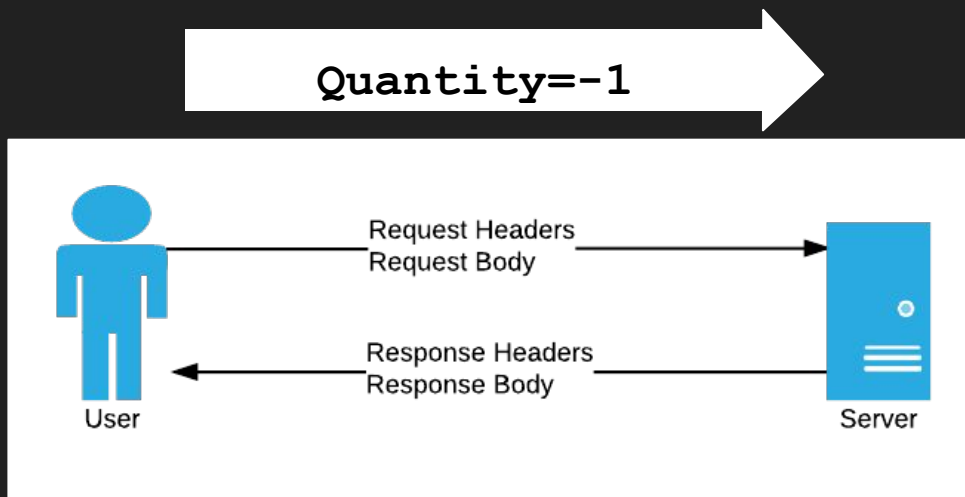 Quantity=-1
Request Headers
Request Body
Response Headers
Response Body
User
Server